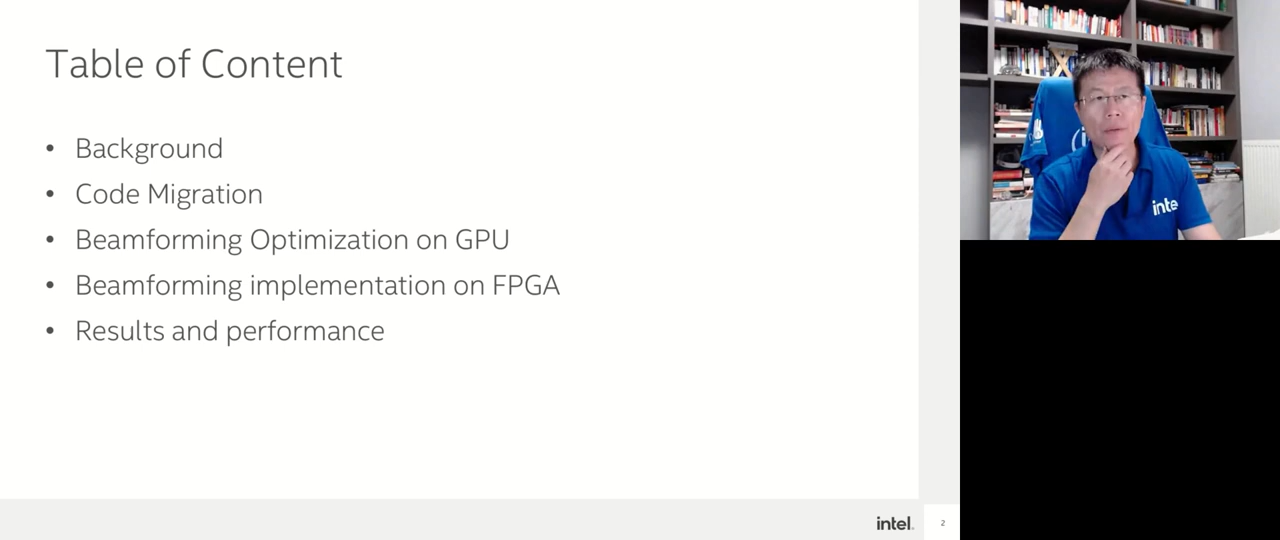 Table of Content
• Background
• Code Migration
• Beamforming Optimization on GPU
• Beamforming implementation on FPGA
• Results and performance
intel.
2
inte